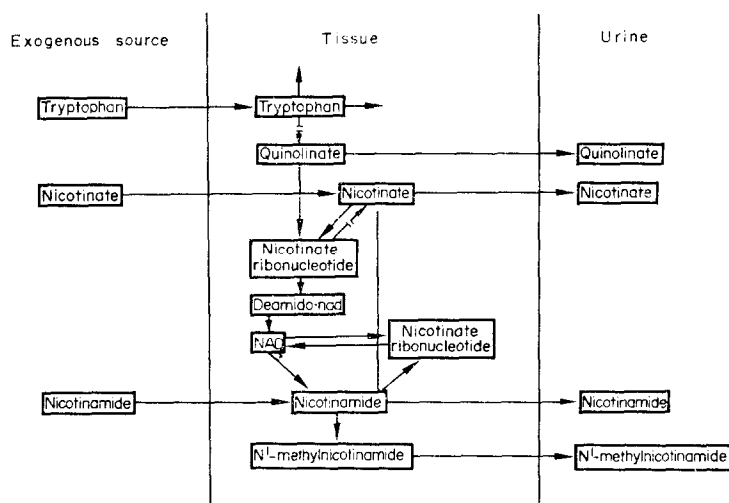 Exogenous source Tissue Urine
Tryptophan Tryptophan
Quinolinate Quinolinate
Nicotinate Nicotinate Nicotinate
Nicotinate
ribonucleotide
Deamido-nad
NAD
Nicotinate
ribonucleotide
Nicotinamide Nicotinamide Nicotinamide
N¹-methylnicotinamide N¹-methylnicotinamide